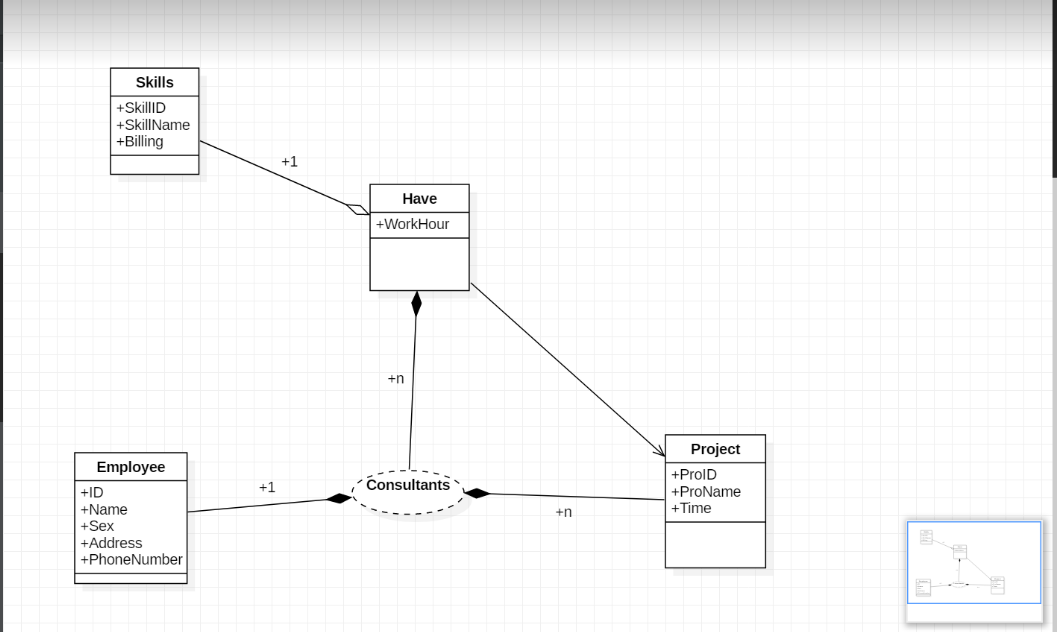 Skills
+SkillID
+SkillName
+Billing
+1
Have
+WorkHour
+n
Employee
+ID
+Name
+Sex
+Address
+PhoneNumber
+1
Consultants
+n
Project
+ProID
+ProName
+Time